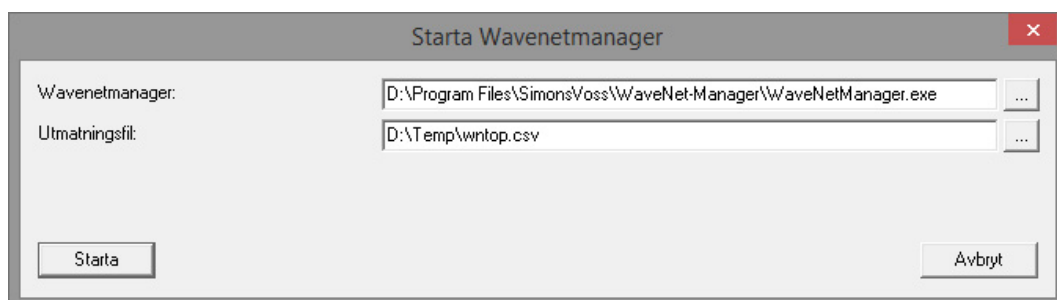 Starta Wavenetmanager
Wavenetmanager: D:\Program Files\SimonsVoss\WaveNet-Manager\WaveNetManager.exe ...
Utmatningsfil: D:\Temp\wntop.csv ...
Starta Avbryt